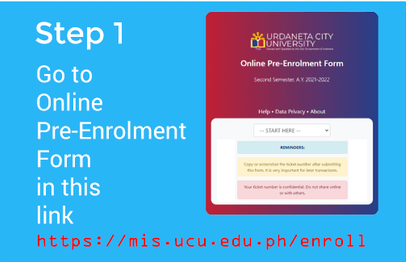 Step 1
Go to
Online
Pre-Enrolment
Form
in this
link
https://mis.ucu.edu.ph/enroll
URDANETA CITY
UNIVERSITY
Online Pre-Enrolment Form
Second Semester, A.Y. 2021-2022
Help • Data Privacy • About
--- START HERE ---
REMINDERS:
Copy or screenshot the ticket number after submitting
this form. It is very important for later transactions.
Your ticket number is confidential. Do not share online
or with others.